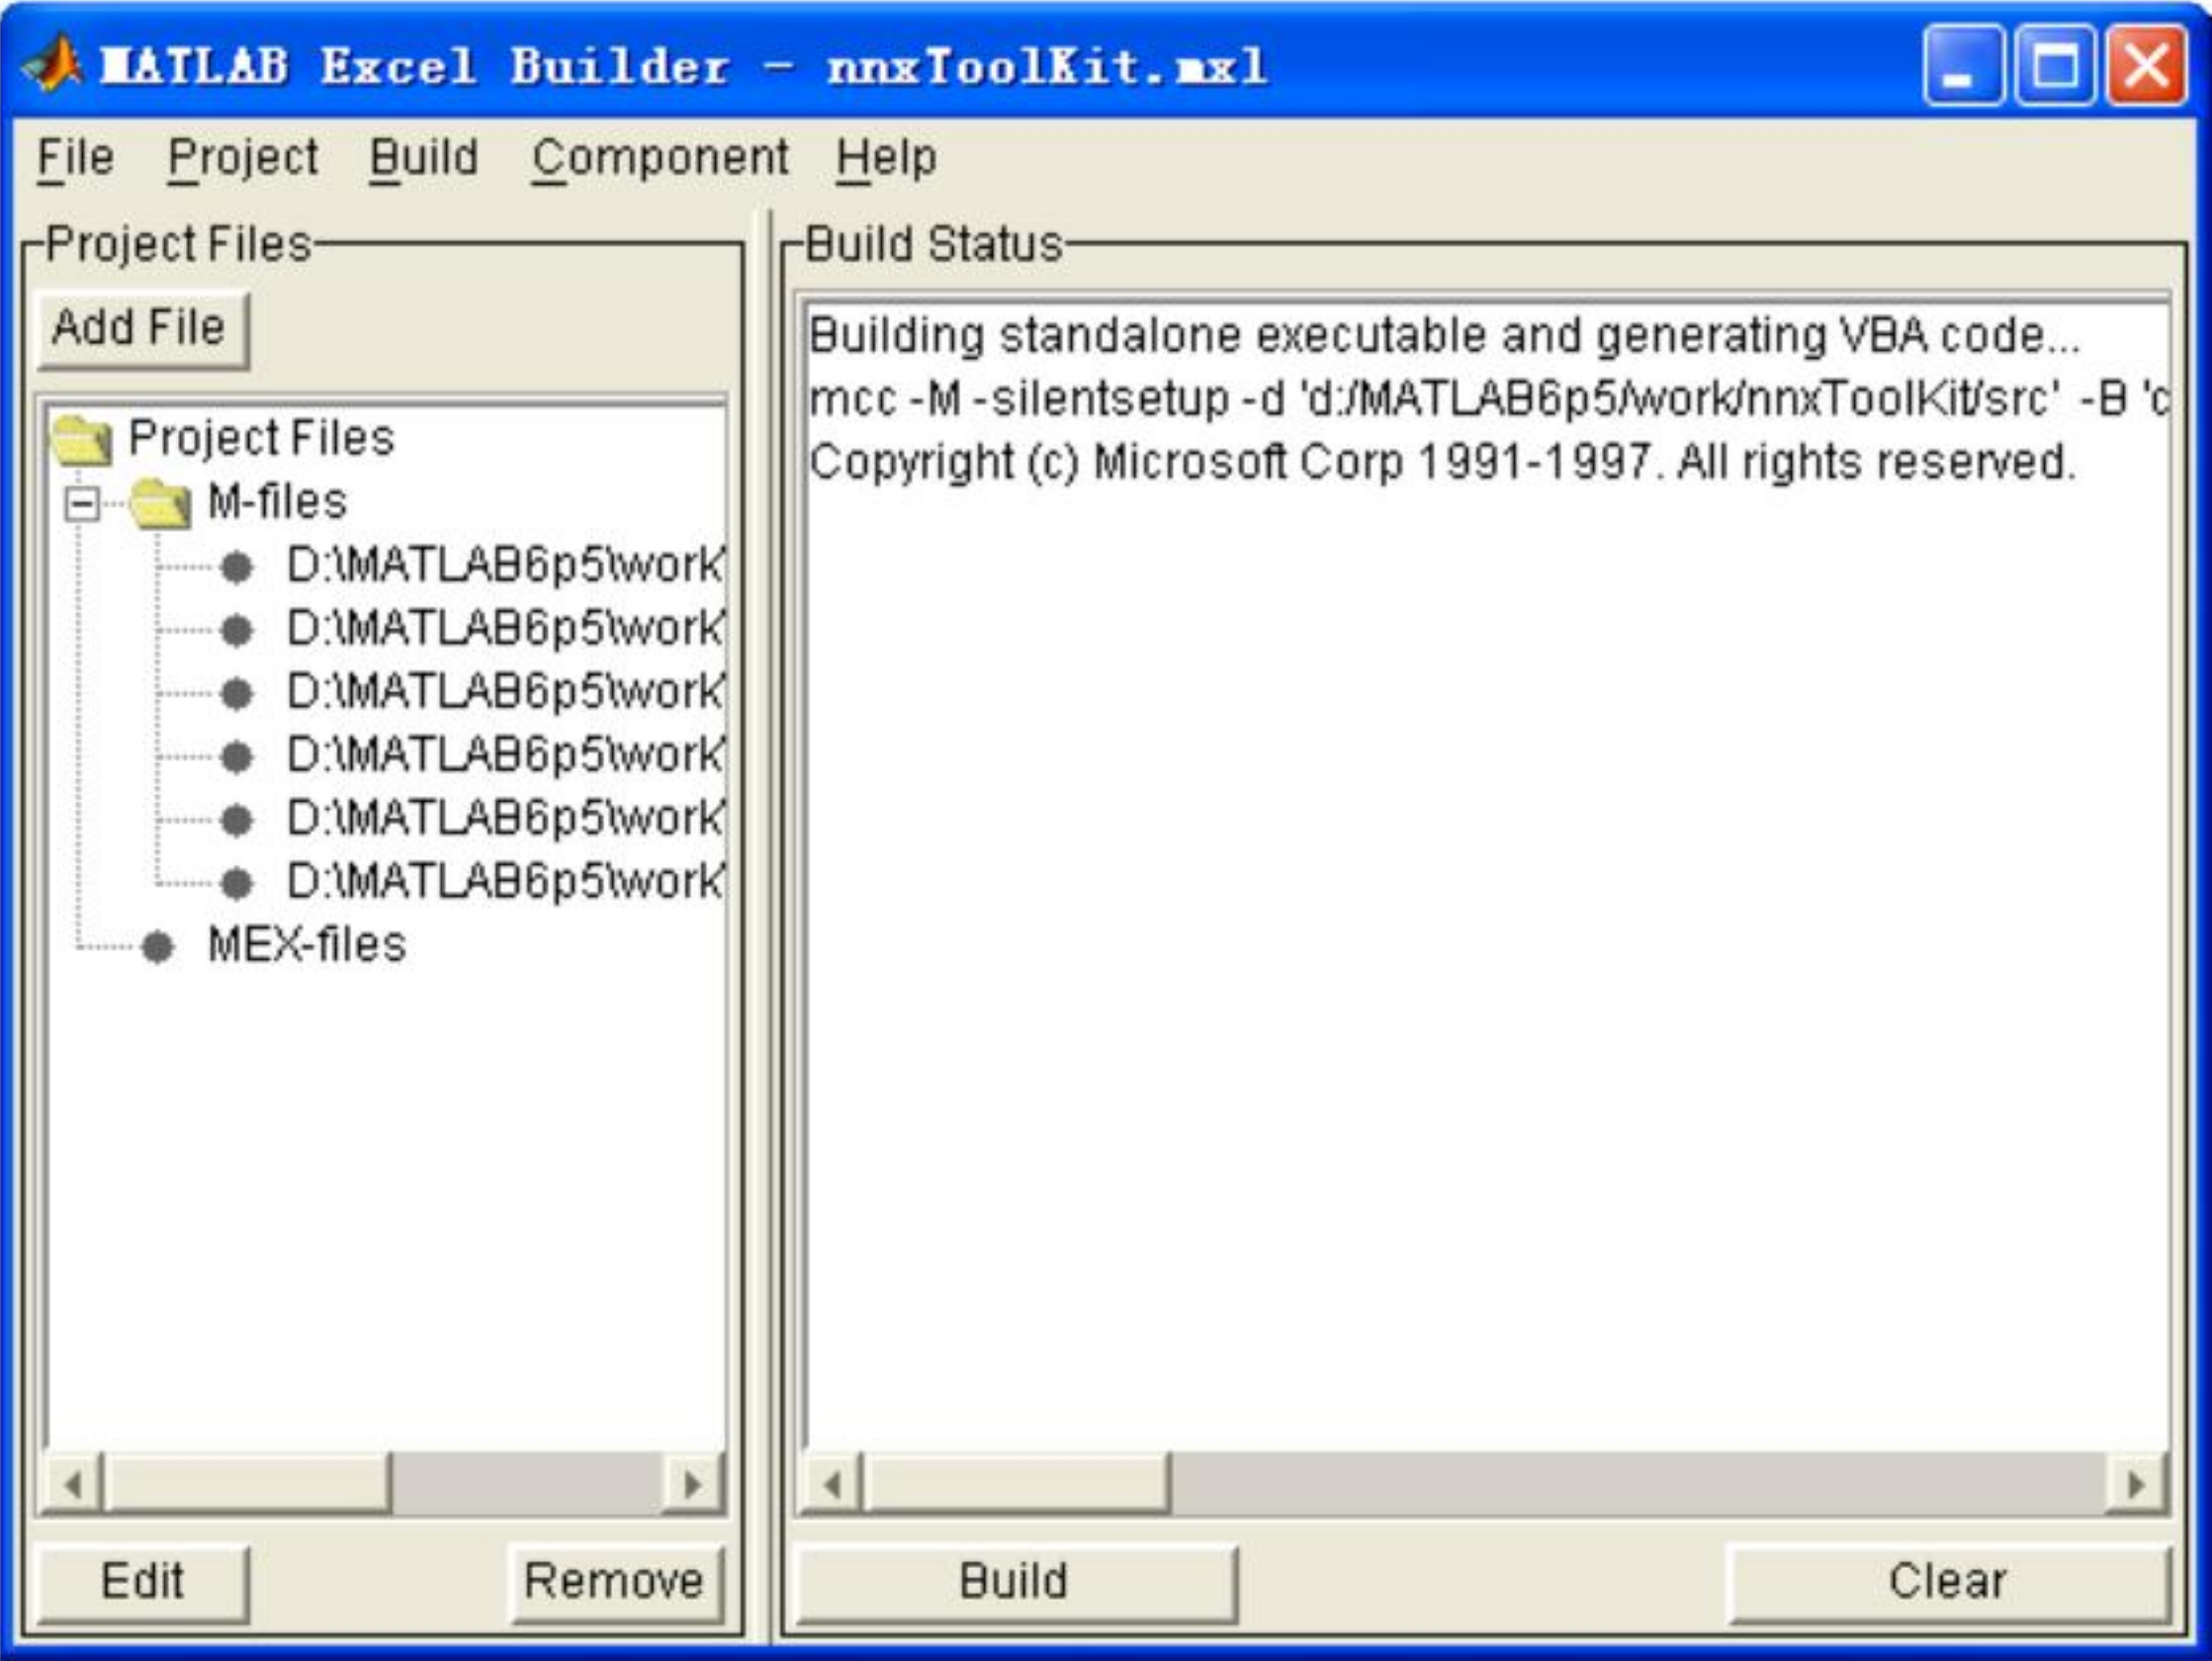 MATLAB Excel Builder - nnxToolKit.mxl
File Project Build Component Help
Project Files
Add File
Project Files
M-files
D:\MATLAB6p5\work\
D:\MATLAB6p5\work\
D:\MATLAB6p5\work\
D:\MATLAB6p5\work\
D:\MATLAB6p5\work\
D:\MATLAB6p5\work\
MEX-files
Edit Remove
Build Status
Building standalone executable and generating VBA code...
mcc -M -silentsetup -d 'd:/MATLAB6p5/work/nnxToolKit/src' -B 'c
Copyright (c) Microsoft Corp 1991-1997. All rights reserved.
Build Clear